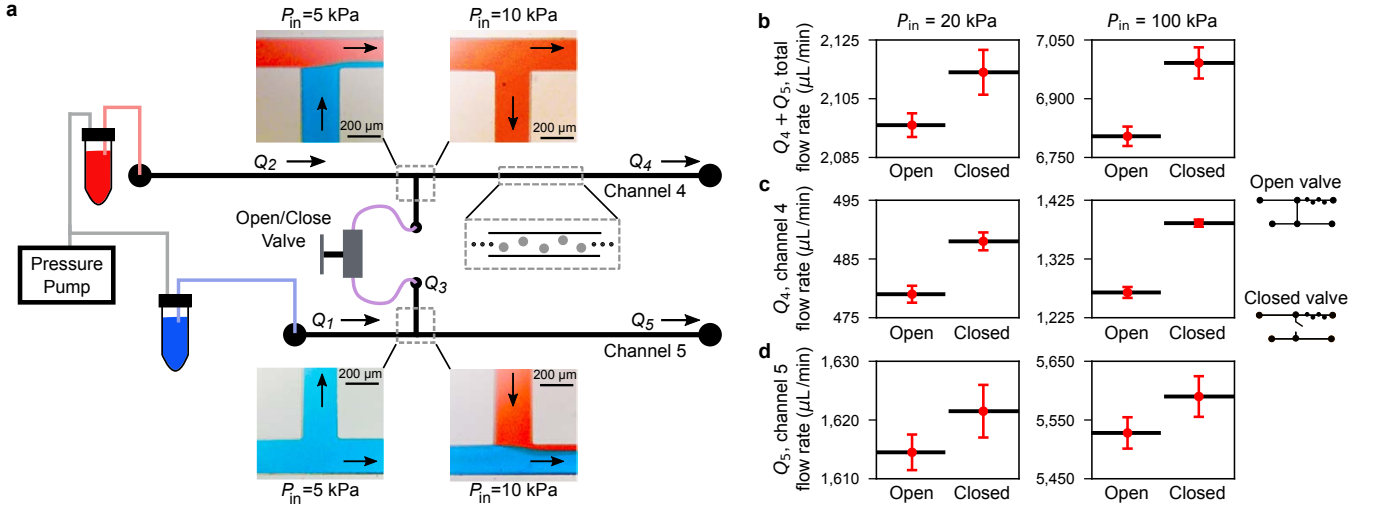 a
P_in=5 kPa
P_in=10 kPa
200 µm
200 µm
Q_2
Q_4
Channel 4
Open/Close
Valve
Pressure
Pump
Q_3
Q_1
Q_5
Channel 5
200 µm
200 µm
P_in=5 kPa
P_in=10 kPa
b
P_in = 20 kPa
P_in = 100 kPa
Q_4 + Q_5, total
flow rate (µL/min)
2,125
2,105
2,085
Open
Closed
7,050
6,900
6,750
Open
Closed
c
Q_4, channel 4
flow rate (µL/min)
495
485
475
Open
Closed
1,425
1,325
1,225
Open
Closed
Open valve
Closed valve
d
Q_5, channel 5
flow rate (µL/min)
1,630
1,620
1,610
Open
Closed
5,650
5,550
5,450
Open
Closed